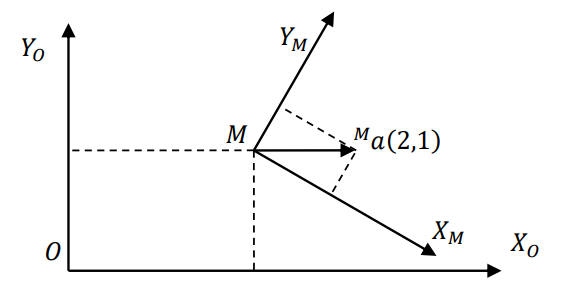 Y_O
Y_M
M
^M a(2,1)
X_M
O
X_O